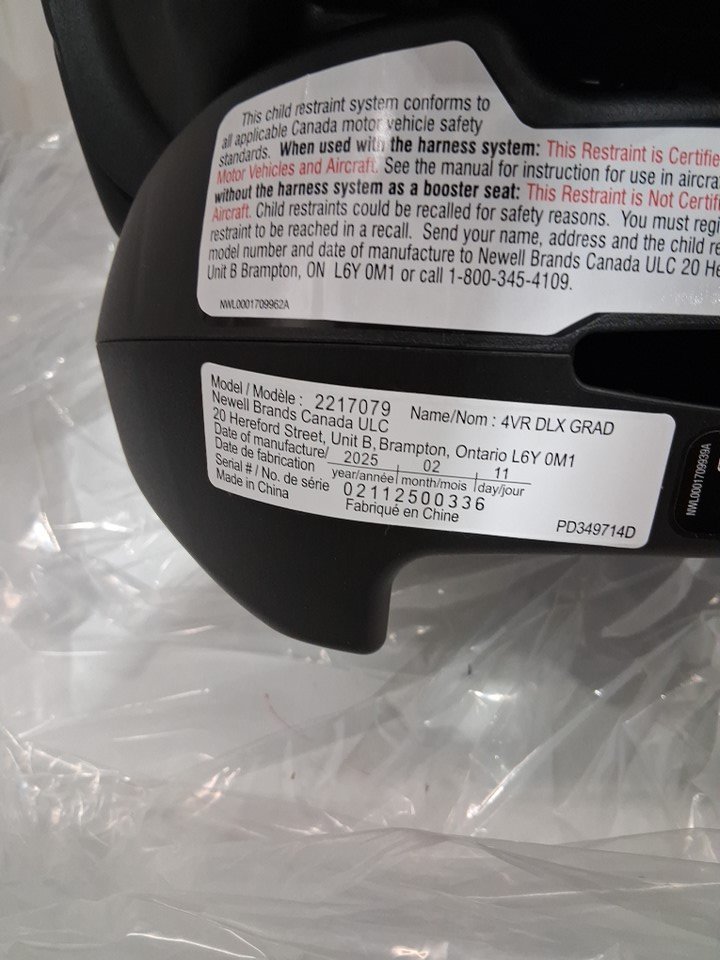 This child restraint system conforms to
all applicable Canada motor vehicle safety
standards. When used with the harness system: This Restraint is
Motor Vehicles and Aircraft. See the manual for instruction for use in
without the harness system as a booster seat: This Restraint is Not
Aircraft. Child restraints could be recalled for safety reasons. You must
restraint to be reached in a recall. Send your name, address and the child
model number and date of manufacture to Newell Brands Canada ULC 20
Unit B Brampton, ON L6Y 0M1 or call 1-800-345-4109.
NWL0001709962A
Model / Modèle : 2217079 Name/Nom : 4VR DLX GRAD
Newell Brands Canada ULC
20 Hereford Street, Unit B, Brampton, Ontario L6Y 0M1
Date of manufacture/ 2025 02 11
Date de fabrication year/année month/mois day/jour
Serial # / No. de série 02112500336
Made in China Fabriqué en Chine
PD349714D
NWL0001709939A